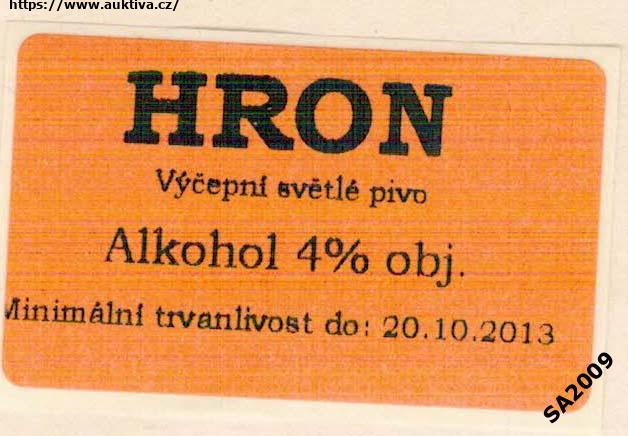 https://www.auktiva.cz/
HRON
Výčepní světlé pivo
Alkohol 4% obj.
Minimální trvanlivost do: 20.10.2013
SA2009